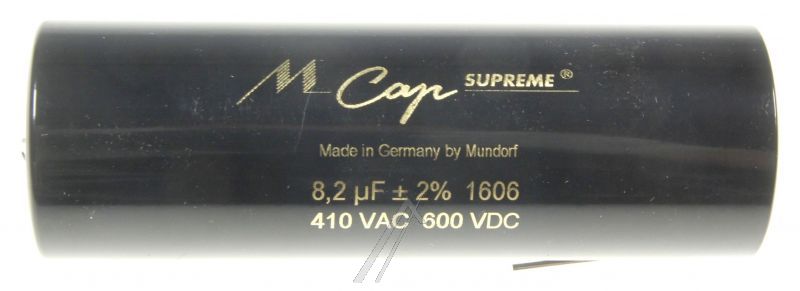 M Cap SUPREME®
Made in Germany by Mundorf
8,2 µF ± 2% 1606
410 VAC 600 VDC